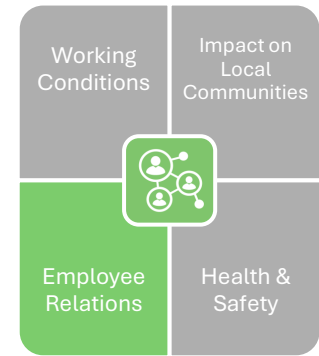 Working
Conditions
Impact on
Local
Communities
Employee
Relations
Health &
Safety